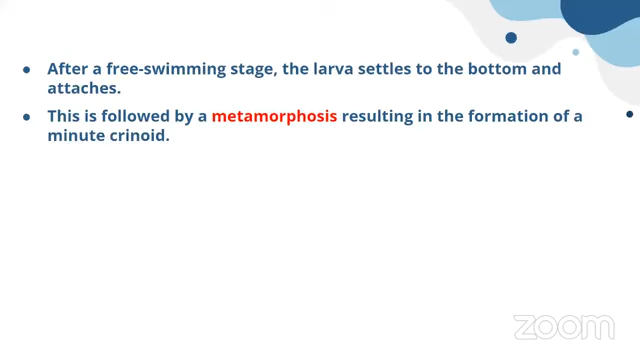 ● After a free-swimming stage, the larva settles to the bottom and
attaches.
● This is followed by a metamorphosis resulting in the formation of a
minute crinoid.
zoom